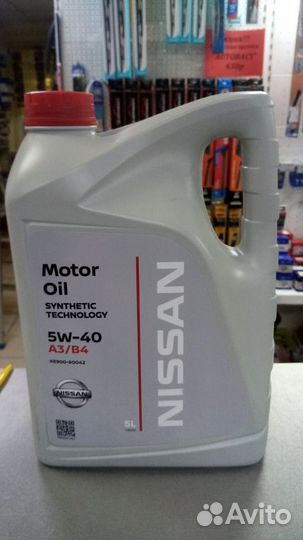 Motor
Oil
SYNTHETIC
TECHNOLOGY
5W-40
A3/B4
KE900-90042
NISSAN
5L
NISSAN
Avito